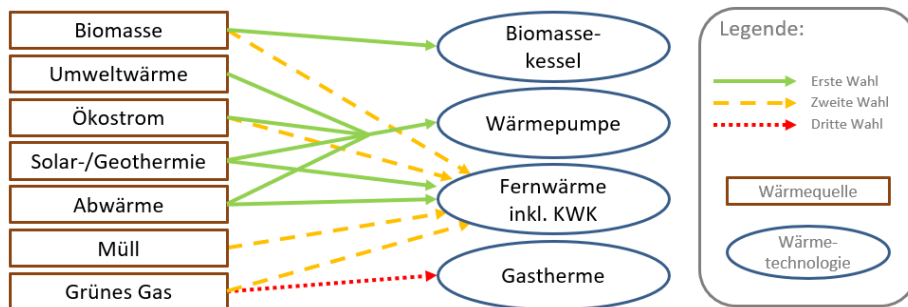 Biomasse
Umweltwärme
Ökostrom
Solar-/Geothermie
Abwärme
Müll
Grünes Gas
Biomasse-
kessel
Wärmepumpe
Fernwärme
inkl. KWK
Gastherme
Legende:
Erste Wahl
Zweite Wahl
Dritte Wahl
Wärmequelle
Wärme-
technologie